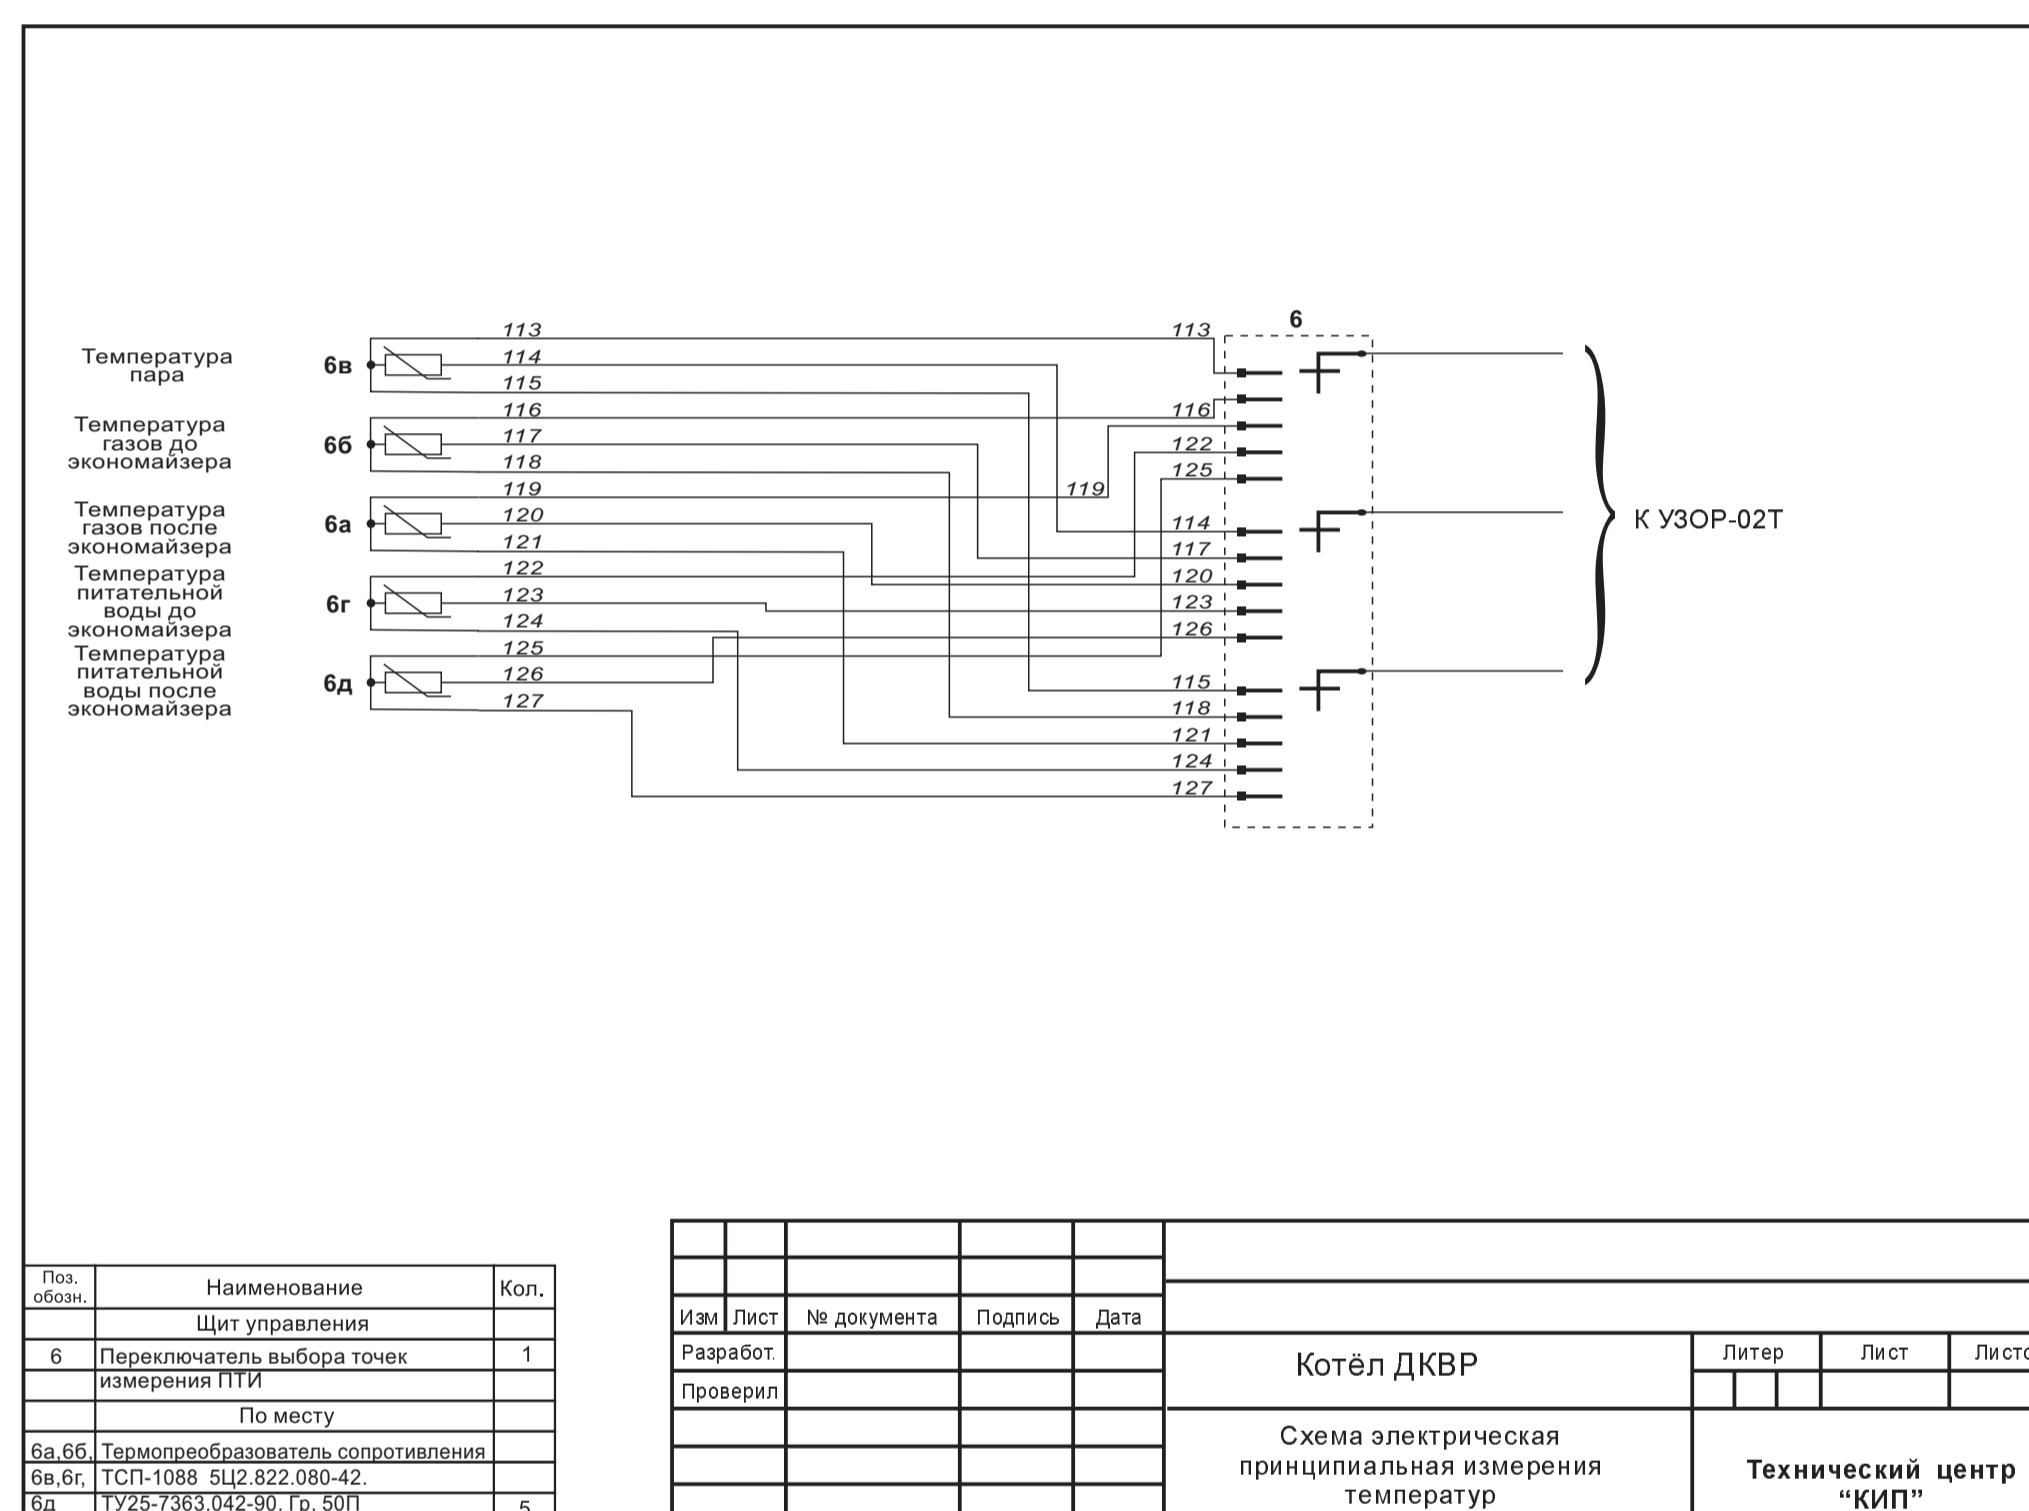 6
113
113
Температура
пара
6в
114
115
116
116
Температура
газов до
экономайзера
6б
117
118
122
125
119
119
Температура
газов после
экономайзера
6а
120
121
114
117
К УЗОР-02Т
Температура
питательной
воды до
экономайзера
6г
122
123
124
120
123
126
Температура
питательной
воды после
экономайзера
6д
125
126
127
115
118
121
124
127
Поз.
обозн.
Наименование
Кол.
Щит управления
6
Переключатель выбора точек
1
измерения ПТИ
По месту
6а,6б,
Термопреобразователь сопротивления
6в,6г,
ТСП-1088 5Ц2.822.080-42.
6д
ТУ25-7363.042-90. Гр. 50П
5
Изм
Лист
№ документа
Подпись
Дата
Разработ.
Проверил
Котёл ДКВР
Литер
Лист
Схема электрическая
принципиальная измерения
температур
Технический центр
“КИП”